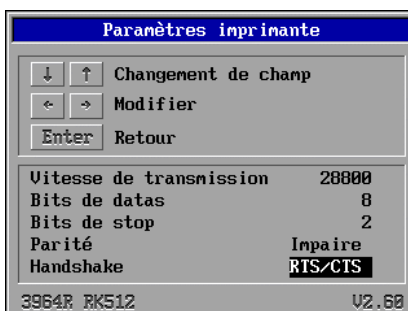 Paramètres imprimante
↓ ↑ Changement de champ
← → Modifier
Enter Retour
Vitesse de transmission 28800
Bits de datas 8
Bits de stop 2
Parité Impaire
Handshake RTS/CTS
3964R RK512 V2.60